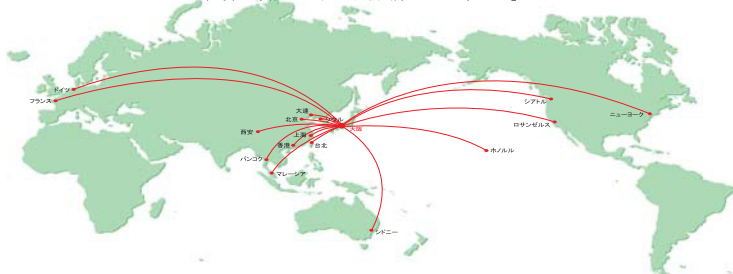 ドイツ
フランス
大連
北京
ソウル
大阪
西安
上海
香港
台北
バンコク
マレーシア
シドニー
シアトル
ロサンゼルス
ニューヨーク
ホノルル